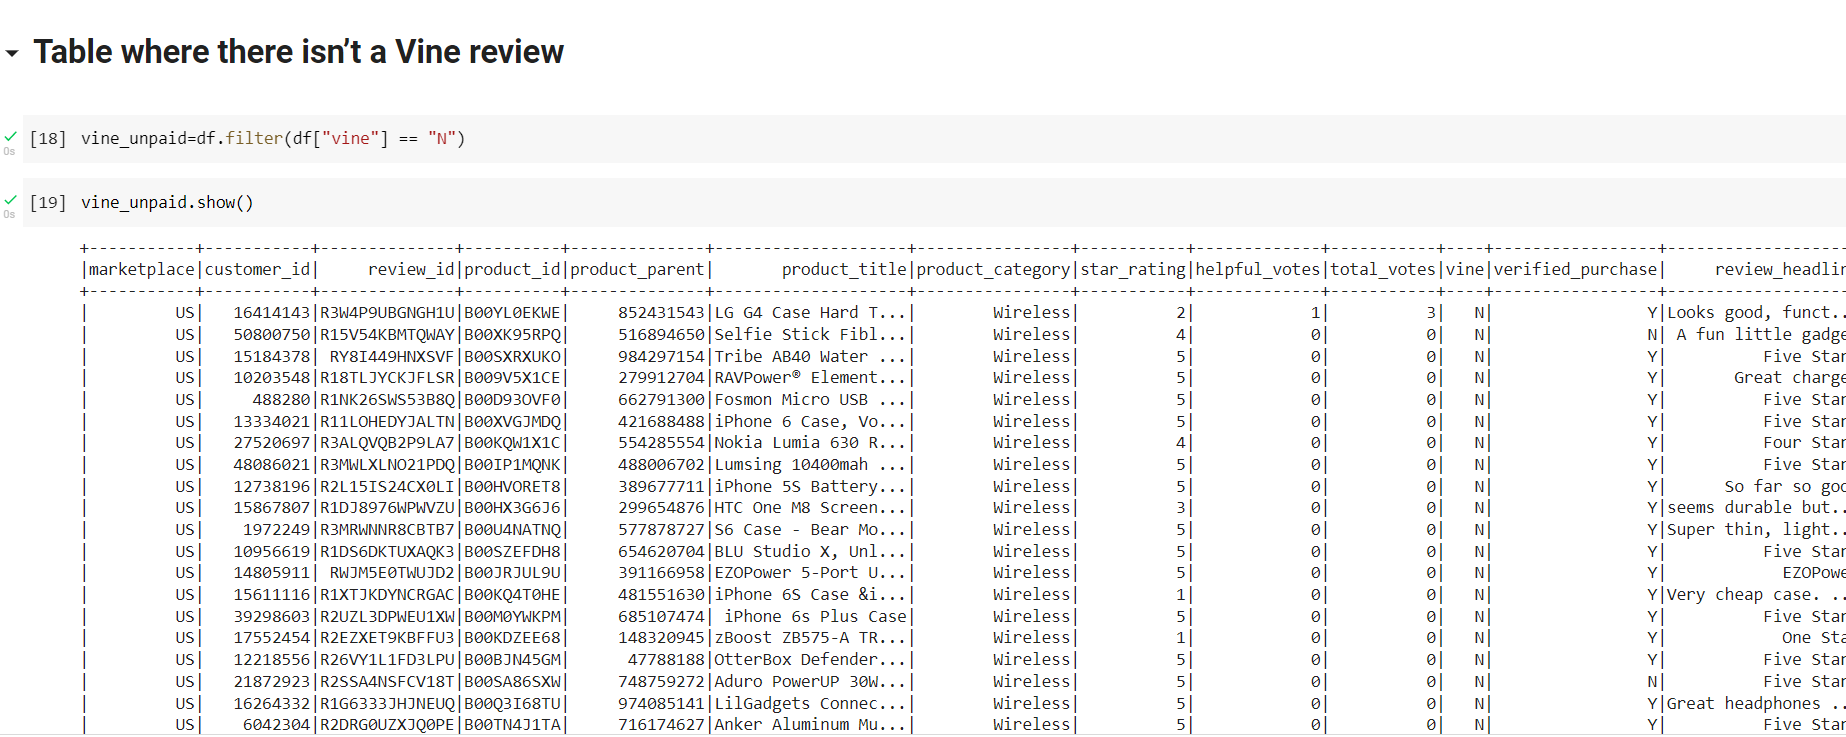 Table where there isn’t a Vine review
[18] vine_unpaid=df.filter(df["vine"] == "N")
0s
[19] vine_unpaid.show()
0s
+-----------+-----------+--------------+----------+--------------+--------------------+----------------+-----------+-------------+-----------+----+-----------------+-------------------
|marketplace|customer_id|     review_id|product_id|product_parent|       product_title|product_category|star_rating|helpful_votes|total_votes|vine|verified_purchase|     review_headlin
+-----------+-----------+--------------+----------+--------------+--------------------+----------------+-----------+-------------+-----------+----+-----------------+-------------------
|         US|   16414143|R3W4P9UBGNGH1U|B00YL0EKWE|     852431543|LG G4 Case Hard T...|        Wireless|          2|            1|          3|   N|                Y|Looks good, funct..
|         US|   50800750|R15V54KBMTQWAY|B00XK95RPQ|     516894650|Selfie Stick Fibl...|        Wireless|          4|            0|          0|   N|                N| A fun little gadge
|         US|   15184378| RY8I449HNXSVF|B00SXRXUKO|     984297154|Tribe AB40 Water ...|        Wireless|          5|            0|          0|   N|                Y|          Five Star
|         US|   10203548|R18TLJYCKJFLSR|B009V5X1CE|     279912704|RAVPower® Element...|        Wireless|          5|            0|          0|   N|                Y|       Great charge
|         US|     488280|R1NK26SWS53B8Q|B00D93OVF0|     662791300|Fosmon Micro USB ...|        Wireless|          5|            0|          0|   N|                Y|          Five Star
|         US|   13334021|R11LOHEDYJALTN|B00XVGJMDQ|     421688488|iPhone 6 Case, Vo...|        Wireless|          5|            0|          0|   N|                Y|          Five Star
|         US|   27520697|R3ALQVQB2P9LA7|B00KQW1X1C|     554285554|Nokia Lumia 630 R...|        Wireless|          4|            0|          0|   N|                Y|          Four Star
|         US|   48086021|R3MWLXLNO21PDQ|B00IP1MQNK|     488006702|Lumsing 10400mah ...|        Wireless|          5|            0|          0|   N|                Y|          Five Star
|         US|   12738196|R2L15IS24CX0LI|B00HVORET8|     389677711|iPhone 5S Battery...|        Wireless|          5|            0|          0|   N|                Y|      So far so goo
|         US|   15867807|R1DJ8976WPWVZU|B00HX3G6J6|     299654876|HTC One M8 Screen...|        Wireless|          3|            0|          0|   N|                Y|seems durable but..
|         US|    1972249|R3MRWNNR8CBTB7|B00U4NATNQ|     577878727|S6 Case - Bear Mo...|        Wireless|          5|            0|          0|   N|                Y|Super thin, light..
|         US|   10956619|R1DS6DKTUXAQK3|B00SZEFDH8|     654620704|BLU Studio X, Unl...|        Wireless|          5|            0|          0|   N|                Y|          Five Star
|         US|   14805911| RWJM5E0TWUJD2|B00JRJUL9U|     391166958|EZOPower 5-Port U...|        Wireless|          5|            0|          0|   N|                Y|            EZOPowe
|         US|   15611116|R1XTJKDYNCRGAC|B00KQ4T0HE|     481551630|iPhone 6S Case &i...|        Wireless|          1|            0|          0|   N|                Y|Very cheap case. ..
|         US|   39298603|R2UZL3DPWEU1XW|B00M0YWKPM|     685107474| iPhone 6s Plus Case|        Wireless|          5|            0|          0|   N|                Y|          Five Star
|         US|   17552454|R2EZXET9KBFFU3|B00KDZEE68|     148320945|zBoost ZB575-A TR...|        Wireless|          1|            0|          0|   N|                Y|            One Sta
|         US|   12218556|R26VY1L1FD3LPU|B00BJN45GM|      47788188|OtterBox Defender...|        Wireless|          5|            0|          0|   N|                Y|          Five Star
|         US|   21872923|R2SSA4NSFCV18T|B00SA86SXW|     748759272|Aduro PowerUP 30W...|        Wireless|          5|            0|          0|   N|                N|          Five Star
|         US|   16264332|R1G6333JHJNEUQ|B00Q3I68TU|     974085141|LilGadgets Connec...|        Wireless|          5|            0|          0|   N|                Y|Great headphones ..
|         US|    6042304|R2DRG0UZXJQ0PE|B00TN4J1TA|     716174627|Anker Aluminum Mu...|        Wireless|          5|            0|          0|   N|                Y|          Five Star